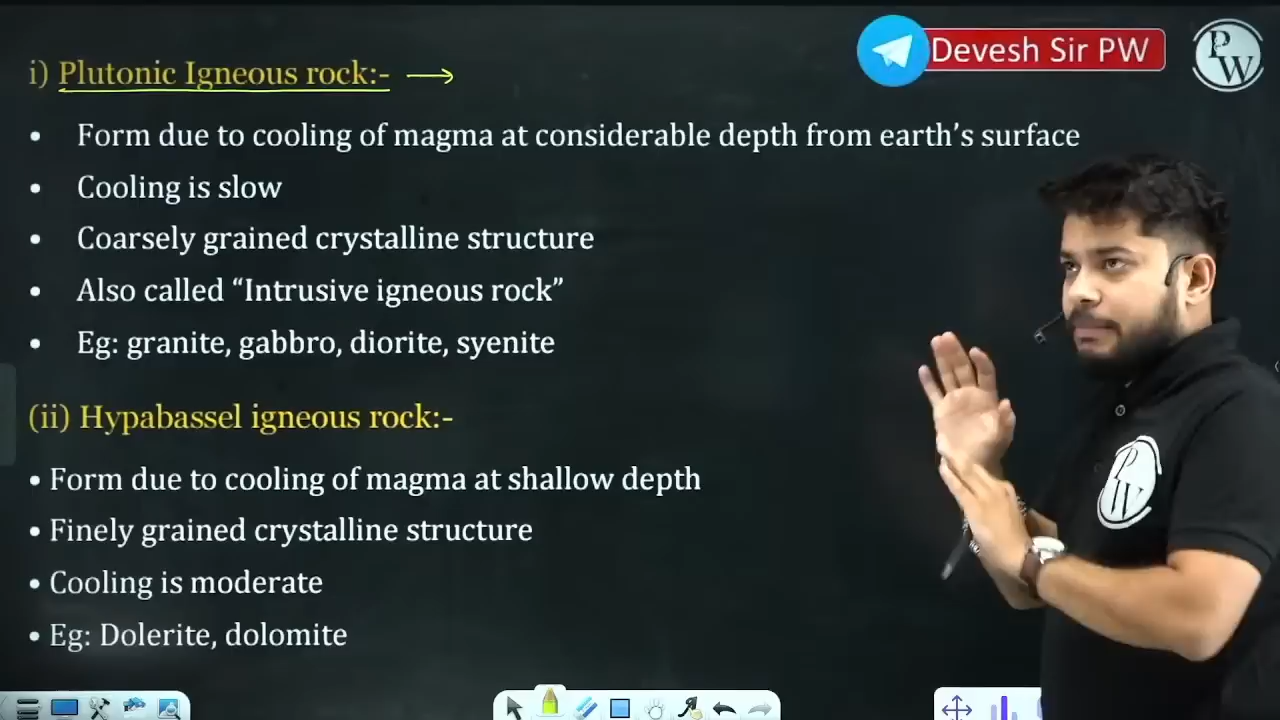 Devesh Sir PW
PW
i) Plutonic Igneous rock:-
• Form due to cooling of magma at considerable depth from earth’s surface
• Cooling is slow
• Coarsely grained crystalline structure
• Also called “Intrusive igneous rock”
• Eg: granite, gabbro, diorite, syenite
(ii) Hypabassel igneous rock:-
• Form due to cooling of magma at shallow depth
• Finely grained crystalline structure
• Cooling is moderate
• Eg: Dolerite, dolomite
PW